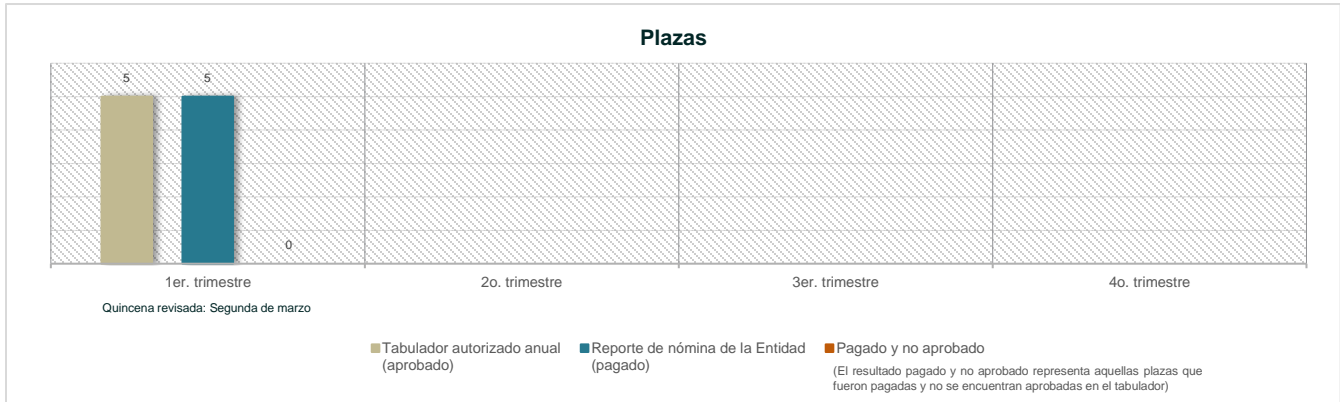 Plazas
5
5
0
1er. trimestre
2o. trimestre
3er. trimestre
4o. trimestre
Quincena revisada: Segunda de marzo
Tabulador autorizado anual
(aprobado)
Reporte de nómina de la Entidad
(pagado)
Pagado y no aprobado
(El resultado pagado y no aprobado representa aquellas plazas que
fueron pagadas y no se encuentran aprobadas en el tabulador)